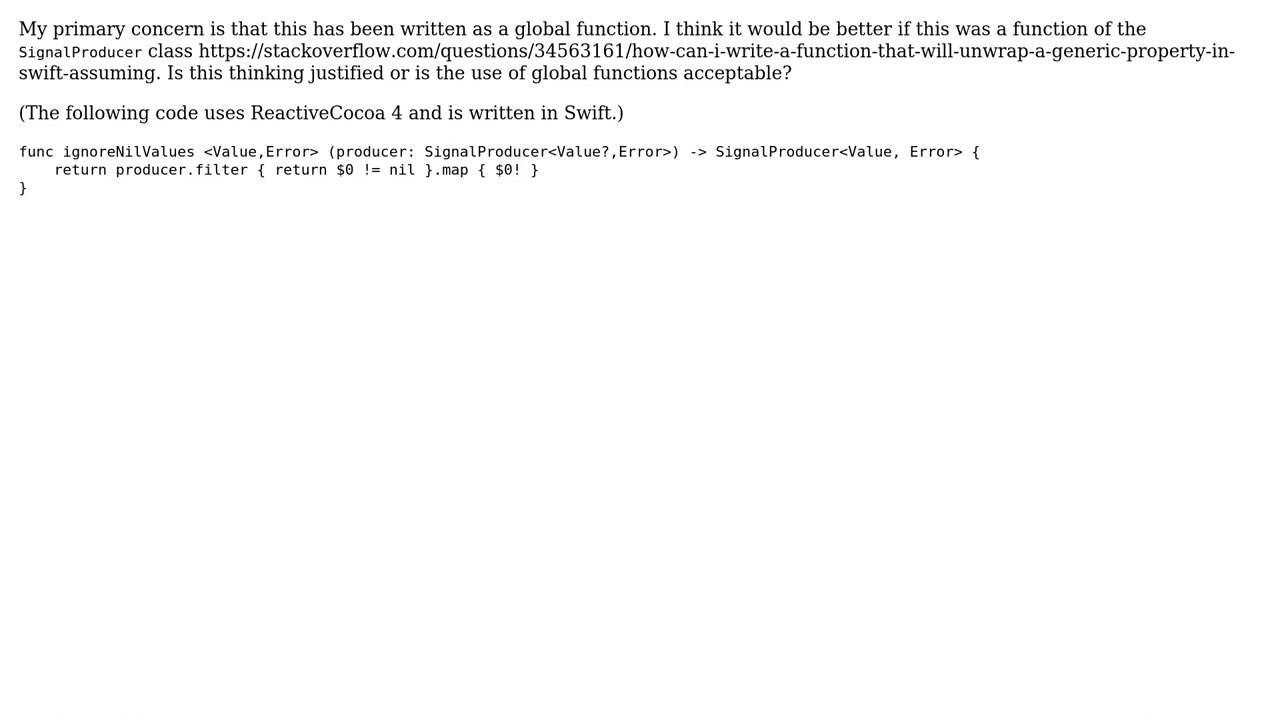 My primary concern is that this has been written as a global function. I think it would be better if this was a function of the
SignalProducer class https://stackoverflow.com/questions/34563161/how-can-i-write-a-function-that-will-unwrap-a-generic-property-in-
swift-assuming. Is this thinking justified or is the use of global functions acceptable?
(The following code uses ReactiveCocoa 4 and is written in Swift.)
func ignoreNilValues <Value,Error> (producer: SignalProducer<Value?,Error>) -> SignalProducer<Value, Error> {
    return producer.filter { return $0 != nil }.map { $0! }
}